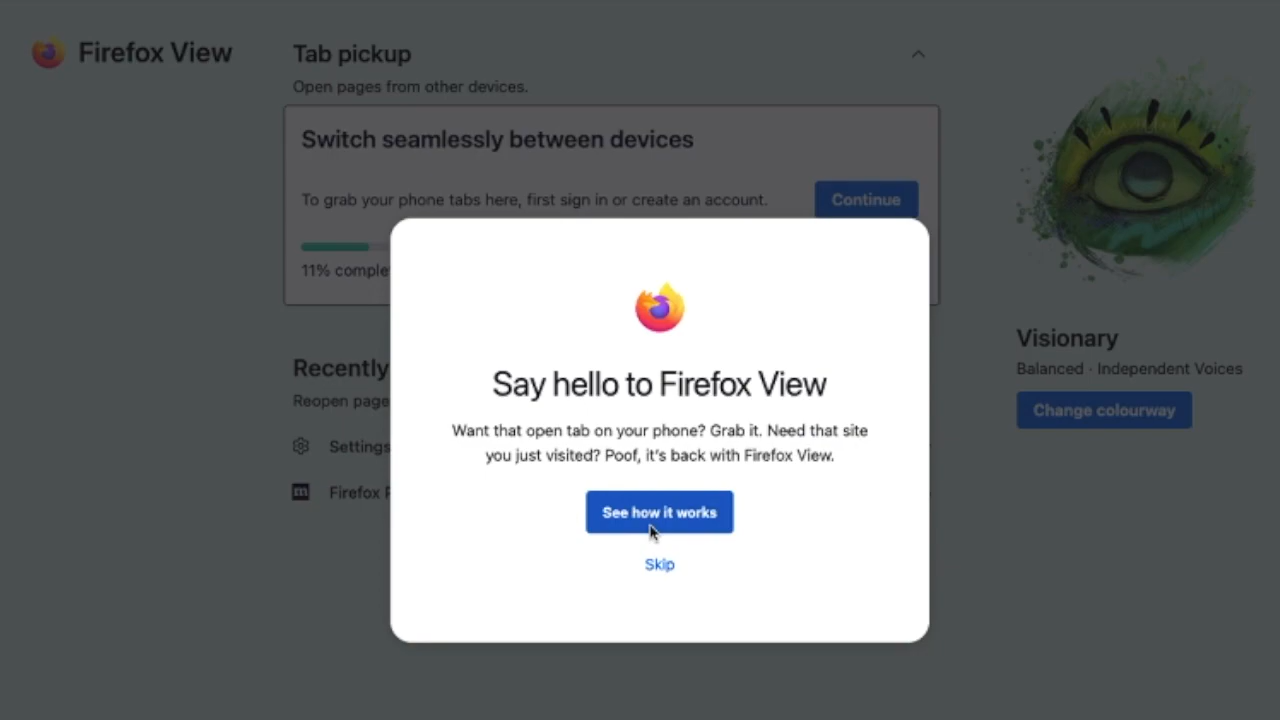 Firefox View
Tab pickup
Open pages from other devices.
Switch seamlessly between devices
To grab your phone tabs here, first sign in or create an account.
Continue
11% comple
Say hello to Firefox View
Want that open tab on your phone? Grab it. Need that site
you just visited? Poof, it's back with Firefox View.
See how it works
Skip
Recently
Reopen page
Settings
m
Firefox
Visionary
Balanced · Independent Voices
Change colourway